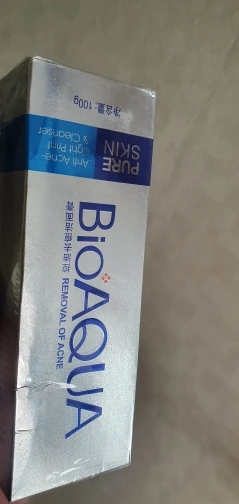 BIOAQUA
REMOVAL OF ACNE
PURE
SKIN
Anti Acne-
Light Print
& Cleanser
净含量: 100g